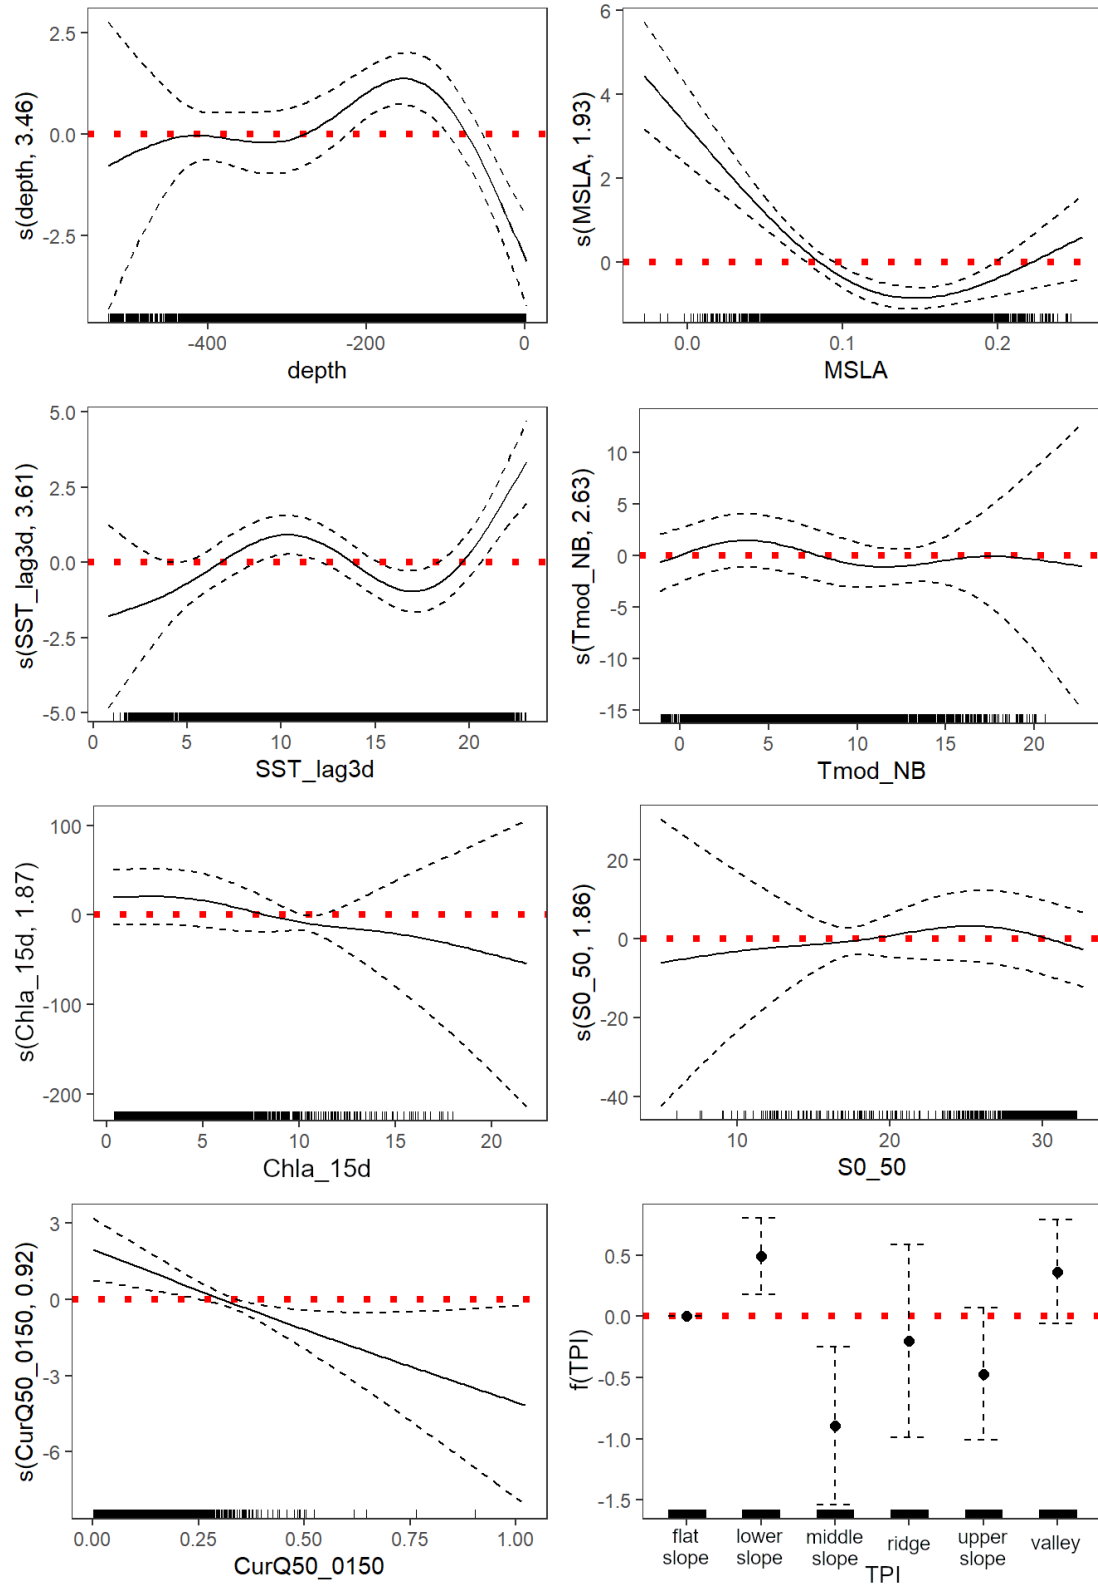 2.5
0.0
-2.5
s(depth, 3.46)
-400
-200
0
depth
6
4
2
0
s(MSLA, 1.93)
0.0
0.1
0.2
MSLA
5.0
2.5
0.0
-2.5
-5.0
s(SST_lag3d, 3.61)
0
5
10
15
20
SST_lag3d
10
5
0
-5
-10
-15
s(Tmod_NB, 2.63)
0
5
10
15
20
Tmod_NB
100
0
-100
-200
s(Chla_15d, 1.87)
0
5
10
15
20
Chla_15d
20
0
-20
-40
s(S0_50, 1.86)
10
20
30
S0_50
3
0
-3
-6
s(CurQ50_0150, 0.92)
0.00
0.25
0.50
0.75
1.00
CurQ50_0150
0.5
0.0
-0.5
-1.0
-1.5
f(TPI)
flat
slope
lower
slope
middle
slope
ridge
upper
slope
valley
TPI